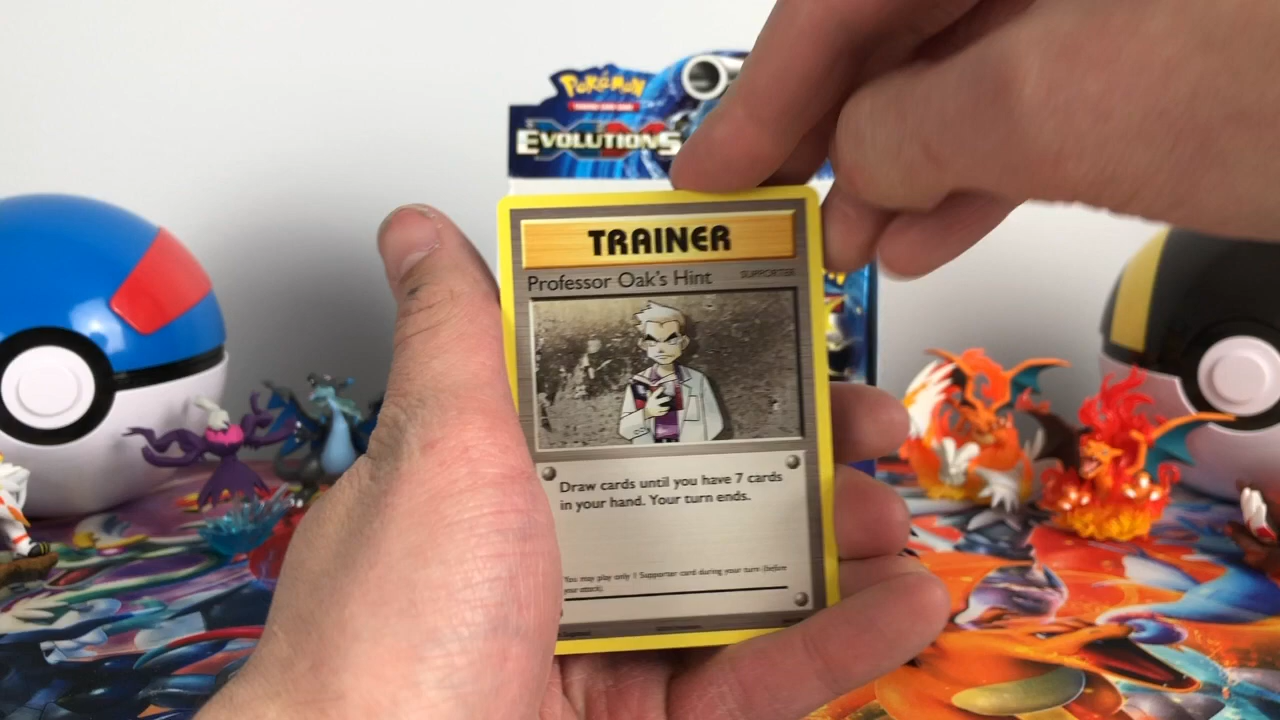 Pokémon
EVOLUTIONS
TRAINER
Professor Oak's Hint
SUPPORTER
Draw cards until you have 7 cards
in your hand. Your turn ends.
You may play only 1 Supporter card during your turn (before
your attack).